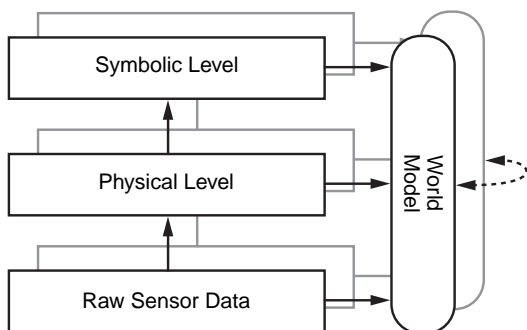 Symbolic Level
Physical Level
Raw Sensor Data
World
Model